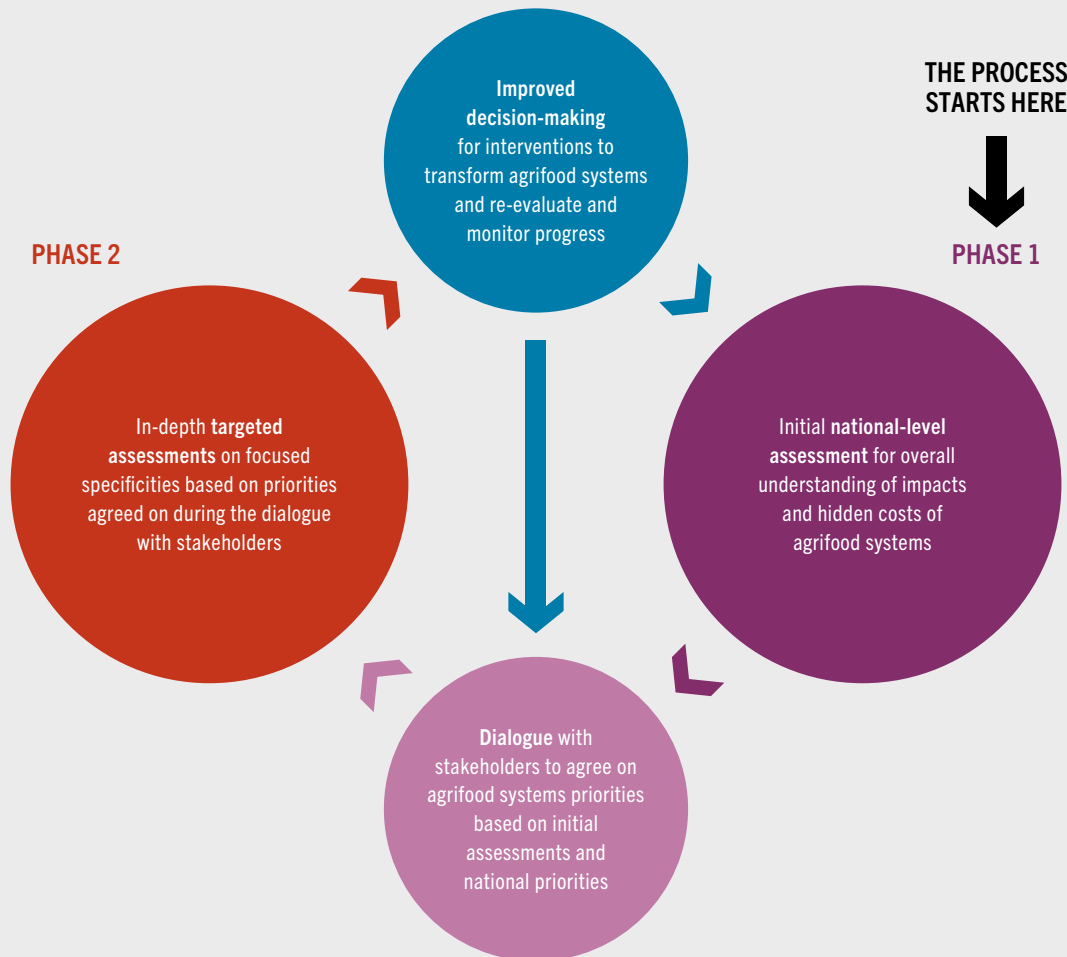 THE PROCESS
STARTS HERE
PHASE 1
Initial national-level
assessment for overall
understanding of impacts
and hidden costs of
agrifood systems
Dialogue with
stakeholders to agree on
agrifood systems priorities
based on initial
assessments and
national priorities
PHASE 2
In-depth targeted
assessments on focused
specificities based on priorities
agreed on during the dialogue
with stakeholders
Improved
decision-making
for interventions to
transform agrifood systems
and re-evaluate and
monitor progress